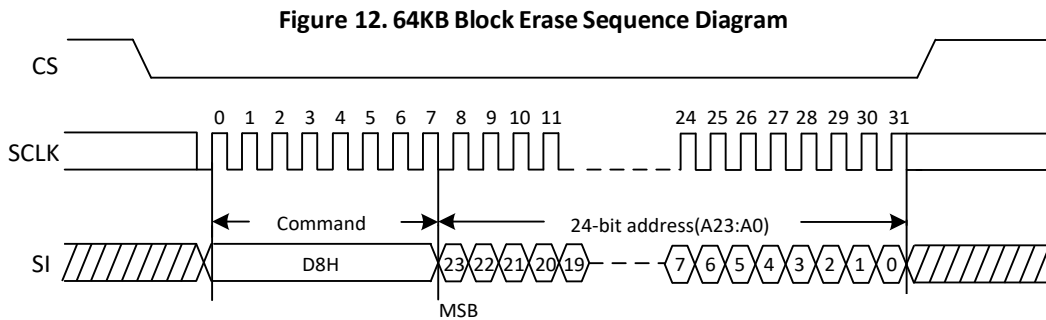 Figure 12. 64KB Block Erase Sequence Diagram
CS
0 1 2 3 4 5 6 7 8 9 10 11 24 25 26 27 28 29 30 31
SCLK
Command 24-bit address(A23:A0)
SI D8H 23 22 21 20 19 7 6 5 4 3 2 1 0
MSB